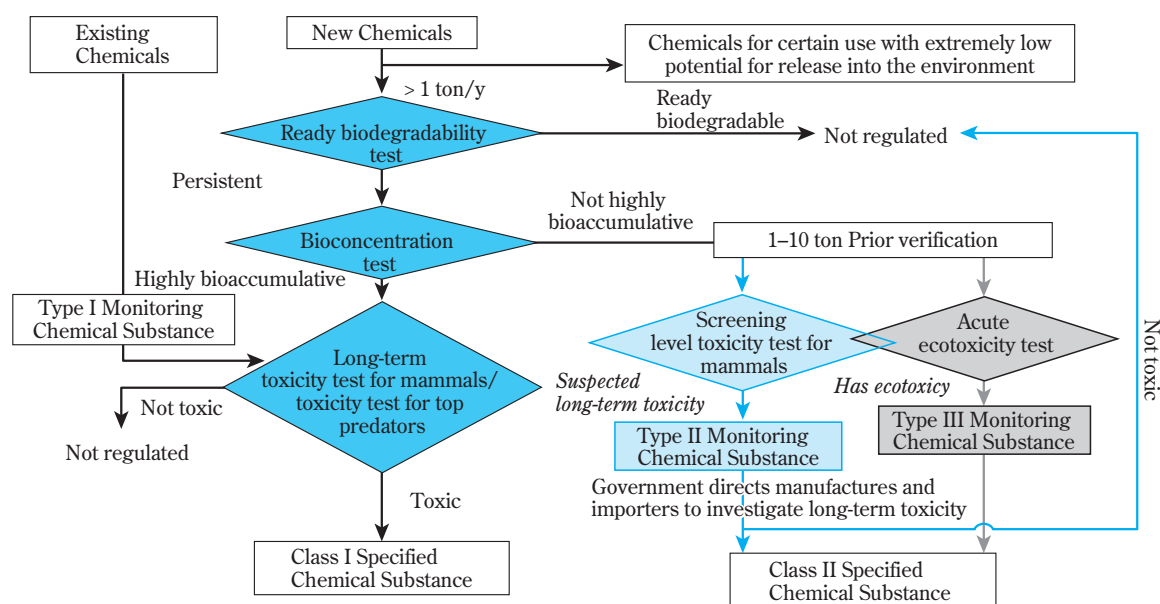 Existing
Chemicals
New Chemicals
Chemicals for certain use with extremely low
potential for release into the environment
> 1 ton/y
Ready
biodegradable
Ready biodegradability
test
Not regulated
Persistent
Not highly
bioaccumulative
Bioconcentration
test
1–10 ton Prior verification
Highly bioaccumulative
Type I Monitoring
Chemical Substance
Screening
level toxicity test for
mammals
Acute
ecotoxicity test
Not toxic
Long-term
toxicity test for mammals/
toxicity test for top
predators
Suspected
long-term toxicity
Has ecotoxicy
Not toxic
Not regulated
Type II Monitoring
Chemical Substance
Type III Monitoring
Chemical Substance
Government directs manufactures and
importers to investigate long-term toxicity
Toxic
Class I Specified
Chemical Substance
Class II Specified
Chemical Substance